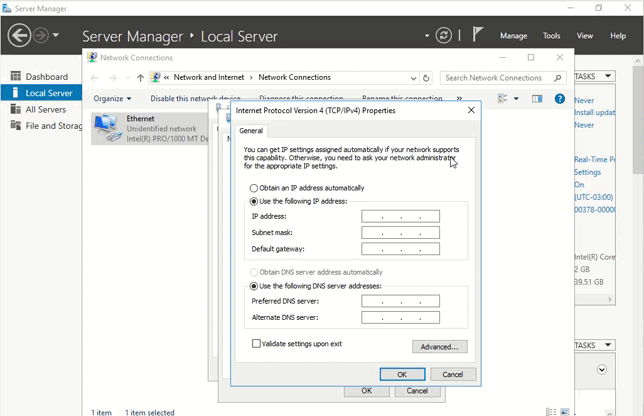 Server Manager
Server Manager • Local Server
Manage Tools View Help
Dashboard
Local Server
All Servers
File and Storag
Network Connections
« Network and Internet > Network Connections
Search Network Connections
Organize
Disable this network device
Diagnose this connection
Rename this connection
»
Ethernet
Unidentified network
Intel(R) PRO/1000 MT De
Internet Protocol Version 4 (TCP/IPv4) Properties
General
You can get IP settings assigned automatically if your network supports
this capability. Otherwise, you need to ask your network administrator
for the appropriate IP settings.
Obtain an IP address automatically
Use the following IP address:
IP address:
Subnet mask:
Default gateway:
Obtain DNS server address automatically
Use the following DNS server addresses:
Preferred DNS server:
Alternate DNS server:
Validate settings upon exit
Advanced...
OK
Cancel
OK
Cancel
TASKS
Never
Install updat
Never
Real-Time Pr
Settings
On
(UTC-03:00)
00378-0000
Intel(R) Core
2 GB
39.51 GB
TASKS
1 item
1 item selected